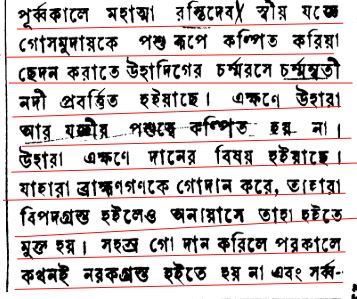 পূর্ব্বকালে মহাত্মা রন্তিদেব স্বীয় যজ্ঞে
গোসমুদায়কে পশু রূপে কল্পিত করিয়া
ছেদন করাতে উহাদিগের চর্ম্মরসে চর্ম্মন্বতী
নদী প্রবর্ত্তিত হইয়াছে। এক্ষণে উহারা
আর যজ্ঞীয় পশুত্বে কল্পিত হয় না।
উহারা এক্ষণে দানের বিষয় হইয়াছে।
যাহারা ব্রাহ্মণগণকে গোদান করে, তাহারা
বিপদগ্রস্ত হইলেও অনায়াসে তাহা হইতে
মুক্ত হয়। সহস্র গো দান করিলে পরকালে
কখনই নরকগ্রস্ত হইতে হয় না এবং সর্ব্ব-